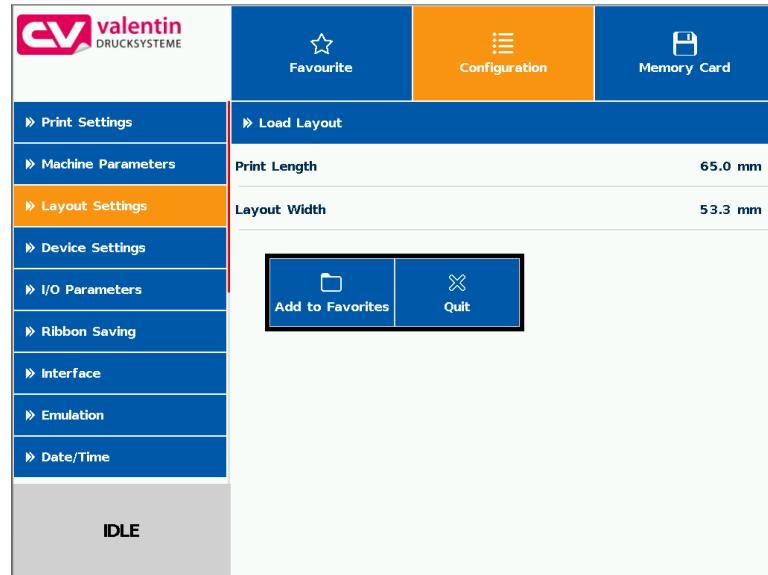 CV valentin
DRUCKSYSTEME
Favourite
Configuration
Memory Card
Print Settings
Machine Parameters
Layout Settings
Device Settings
I/O Parameters
Ribbon Saving
Interface
Emulation
Date/Time
IDLE
Load Layout
Print Length 65.0 mm
Layout Width 53.3 mm
Add to Favorites
Quit